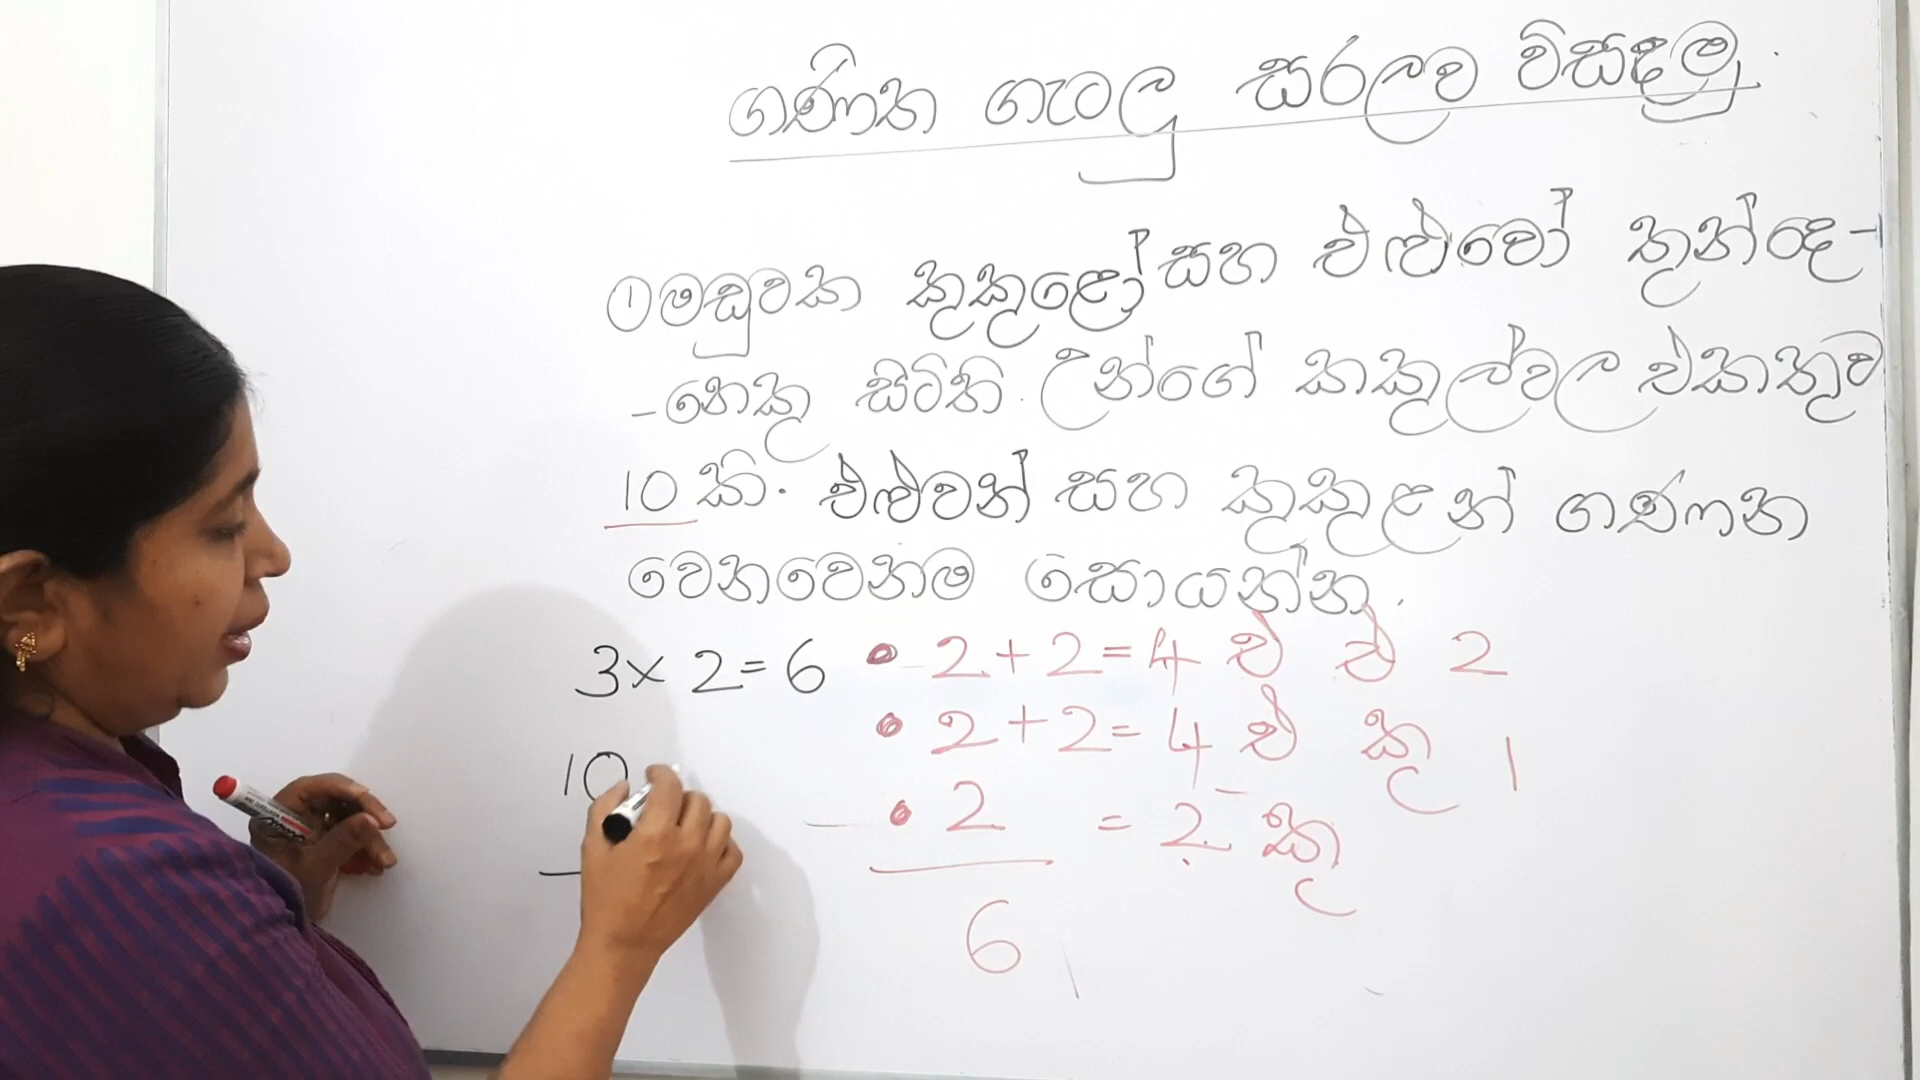 ගණිත ගැටලු සරලව විසඳමු.
① මඩුවක කුකුළෝ සහ එළුවෝ තුන්දෙ-
-නෙකු සිටිති. උන්ගේ කකුල්වල එකතුව
10 කි. එළුවන් සහ කුකුළන් ගණන
වෙනවෙනම සොයන්න.
3 × 2 = 6
10
• 2 + 2 = 4 එ එ 2
• 2 + 2 = 4 එ කු 1
• 2 = 2 කු
6